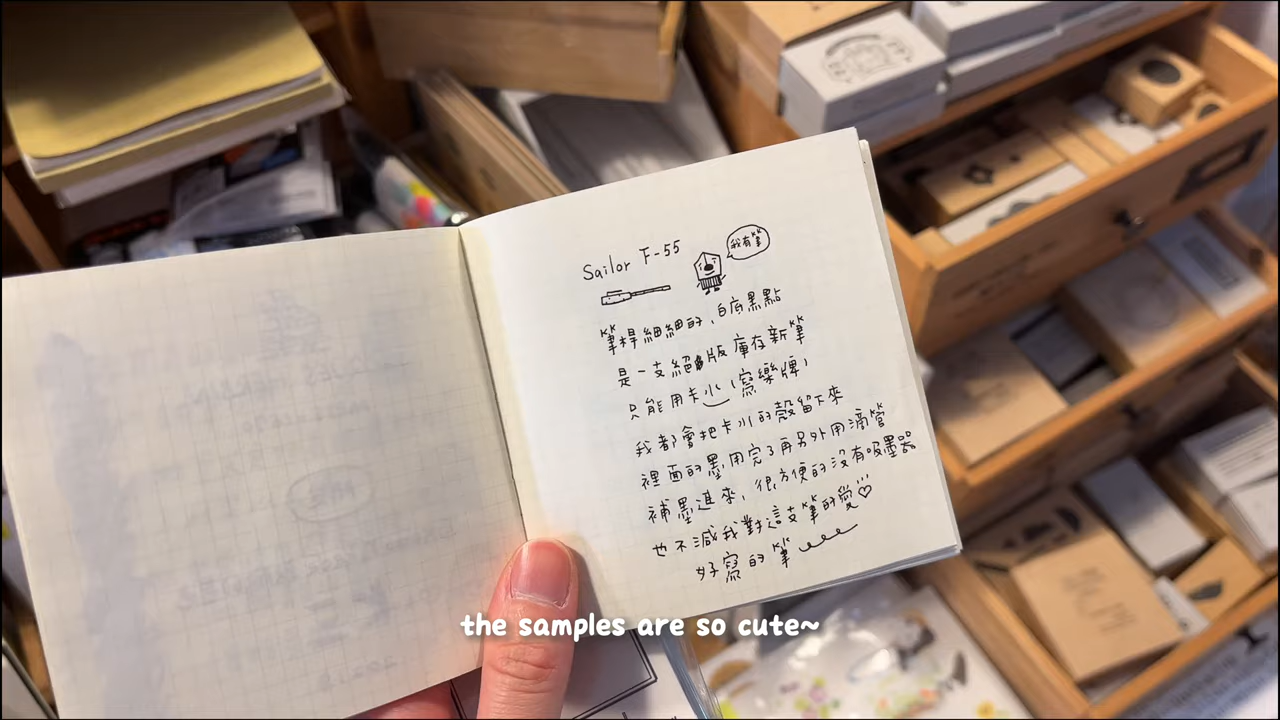 Sailor F-55
我有筆
筆桿細細的、白底黑點
是一支絕版庫存新筆
只能用卡水(寫樂牌)
我都會把卡水的殼留下來
裡面的墨用完了再另外用滴管
補墨進來,很方便的沒有吸墨器
也不減我對這支筆的愛♡
好寫的筆
the samples are so cute~